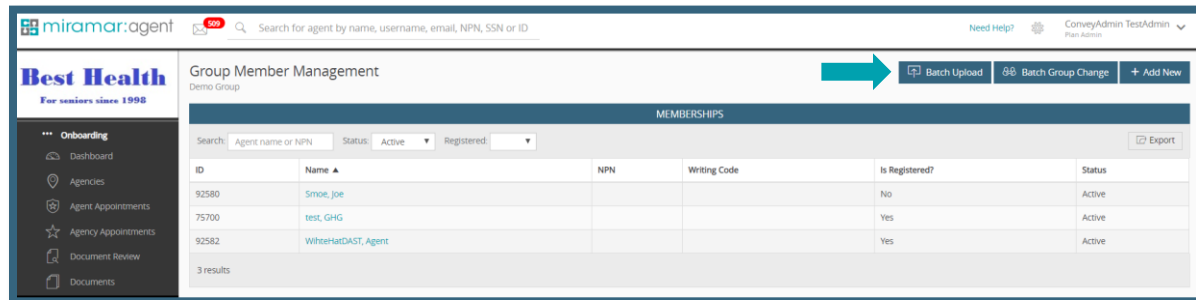 miramar:agent
509
Search for agent by name, username, email, NPN, SSN or ID
Need Help?
ConveyAdmin TestAdmin
Plan Admin
Best Health
For seniors since 1998
Group Member Management
Demo Group
Batch Upload
Batch Group Change
+ Add New
MEMBERSHIPS
Search: Agent name or NPN Status: Active ▼ Registered: ▼ Export
ID Name ▲ NPN Writing Code Is Registered? Status
92580 Smoe, Joe No Active
75700 test, GHG Yes Active
92582 WihteHatDAST, Agent Yes Active
3 results
••• Onboarding
Dashboard
Agencies
Agent Appointments
Agency Appointments
Document Review
Documents